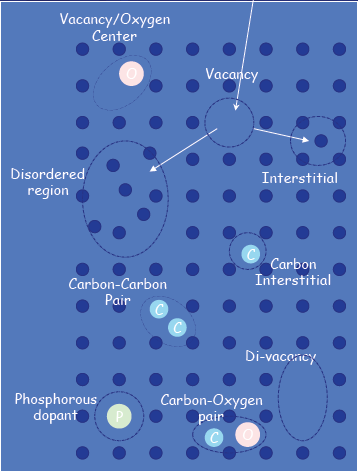 Vacancy/Oxygen
Center
O
Vacancy
Disordered
region
Interstitial
C
Carbon
Interstitial
Carbon-Carbon
Pair
C
C
Di-vacancy
Phosphorous
dopant
P
Carbon-Oxygen
pair
C
O